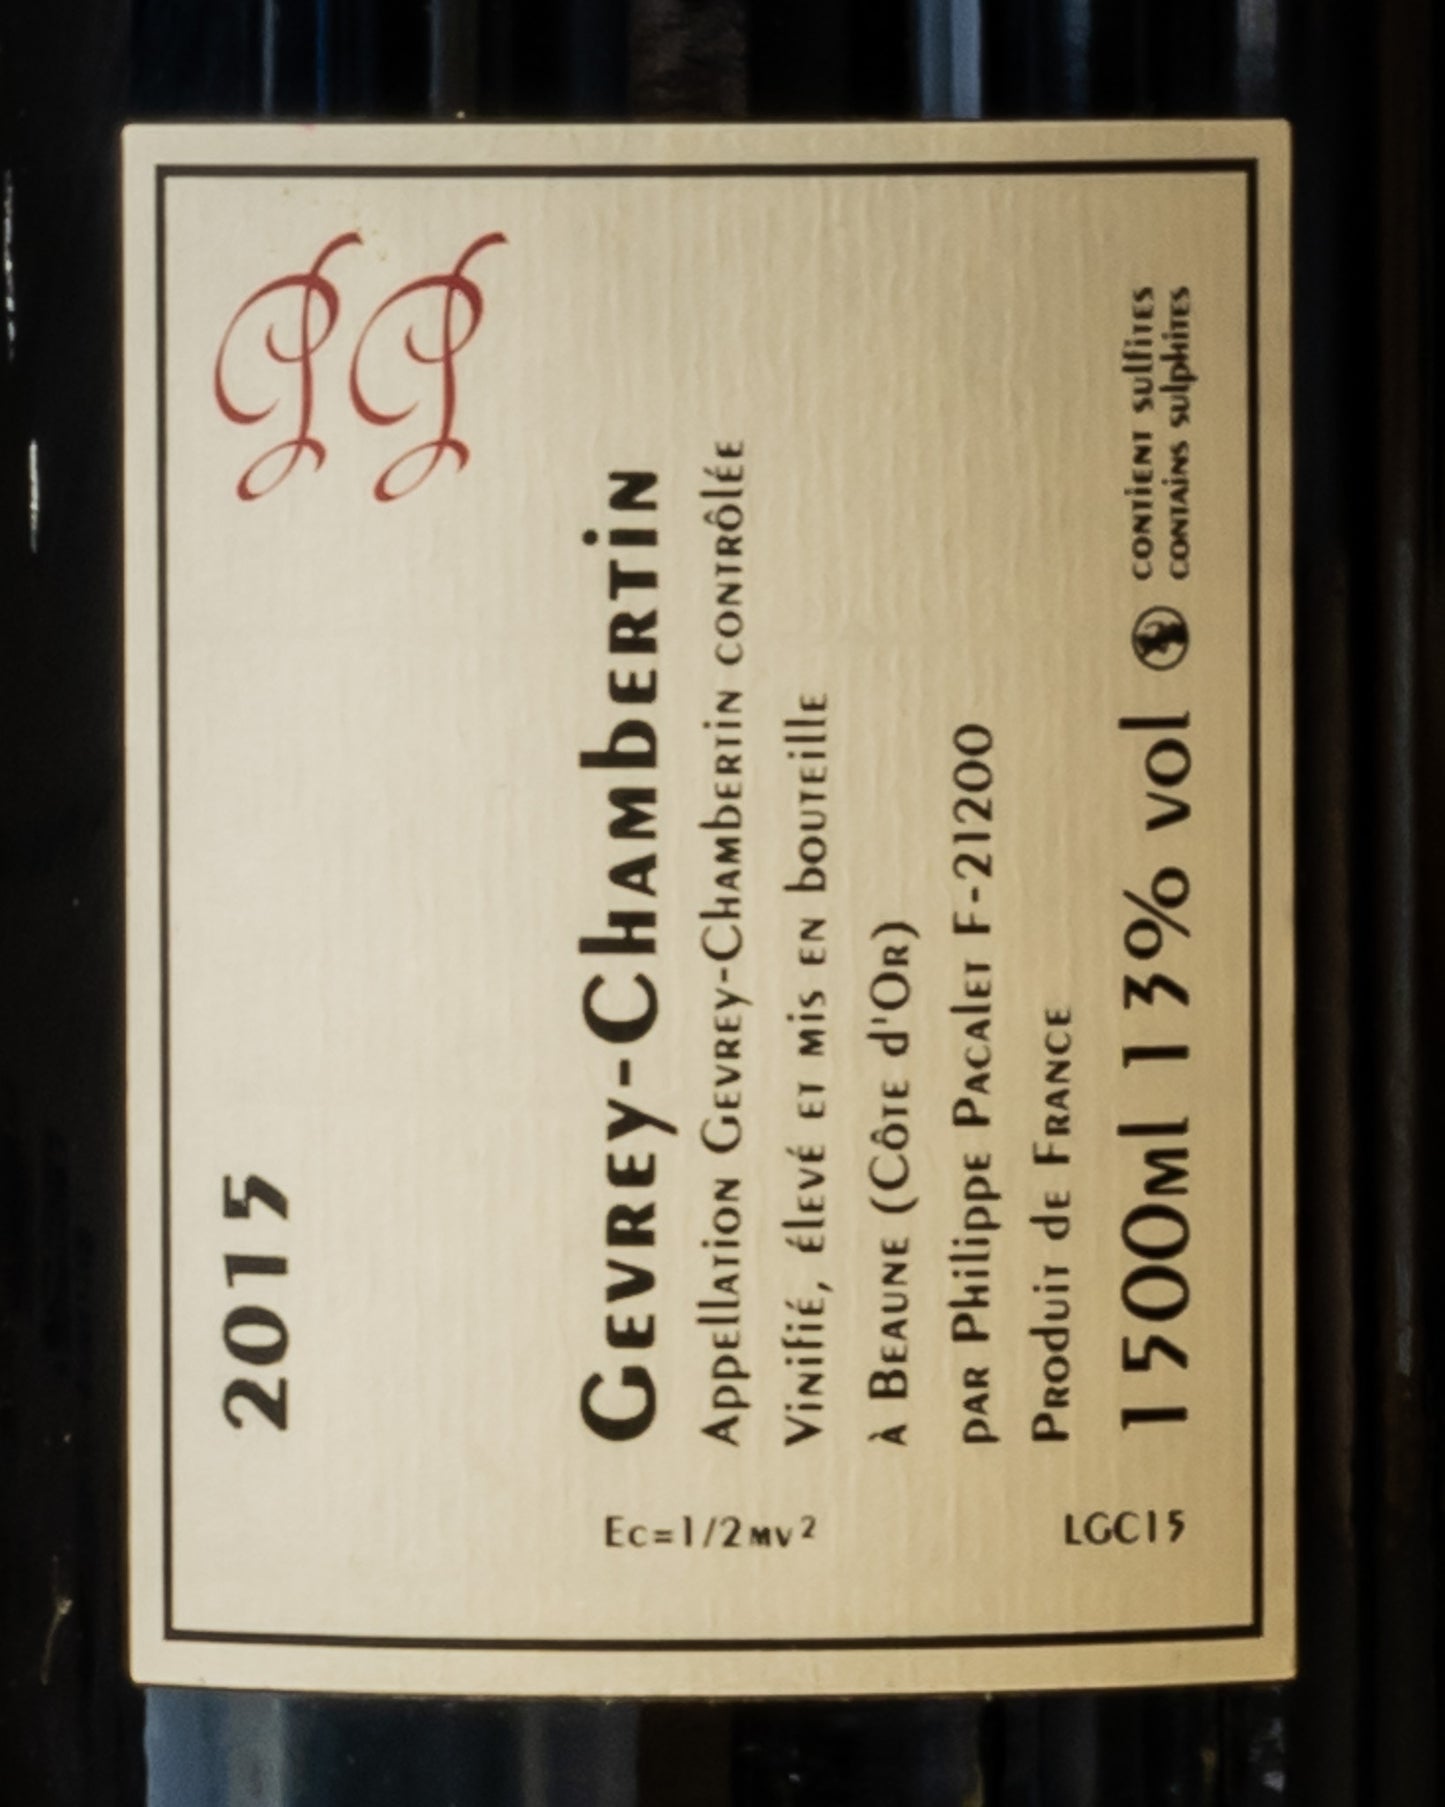 PP
2015
Gevrey-Chambertin
Appellation Gevrey-Chambertin contrôlée
Vinifié, élevé et mis en bouteille
à Beaune (Côte d'Or)
par Philippe Pacalet F-21200
Produit de France
1500ml 13% vol
contient sulfites
contains sulphites
Ec=1/2mv²
LGC15